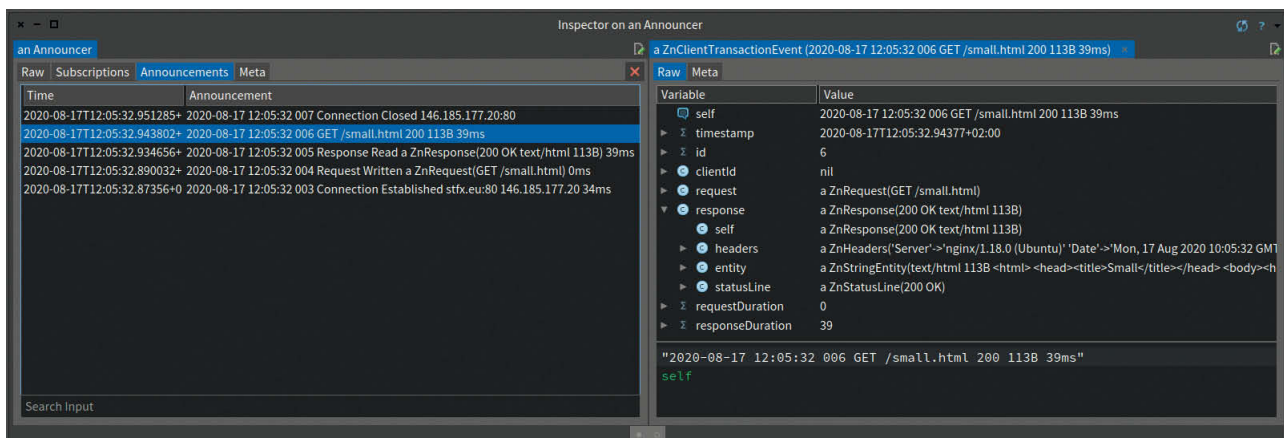 Inspector on an Announcer
?
an Announcer
Raw Subscriptions Announcements Meta
Time Announcement
2020-08-17T12:05:32.951285+ 2020-08-17 12:05:32 007 Connection Closed 146.185.177.20:80
2020-08-17T12:05:32.943802+ 2020-08-17 12:05:32 006 GET /small.html 200 113B 39ms
2020-08-17T12:05:32.934656+ 2020-08-17 12:05:32 005 Response Read a ZnResponse(200 OK text/html 113B) 39ms
2020-08-17T12:05:32.890032+ 2020-08-17 12:05:32 004 Request Written a ZnRequest(GET /small.html) 0ms
2020-08-17T12:05:32.87356+0 2020-08-17 12:05:32 003 Connection Established stfx.eu:80 146.185.177.20 34ms
Search Input
a ZnClientTransactionEvent (2020-08-17 12:05:32 006 GET /small.html 200 113B 39ms)
Raw Meta
Variable Value
self 2020-08-17 12:05:32 006 GET /small.html 200 113B 39ms
Σ timestamp 2020-08-17T12:05:32.94377+02:00
Σ id 6
C clientId nil
C request a ZnRequest(GET /small.html)
C response a ZnResponse(200 OK text/html 113B)
C self a ZnResponse(200 OK text/html 113B)
C headers a ZnHeaders('Server'->'nginx/1.18.0 (Ubuntu)' 'Date'->'Mon, 17 Aug 2020 10:05:32 GMT
C entity a ZnStringEntity(text/html 113B <html> <head><title>Small</title></head> <body><h
C statusLine a ZnStatusLine(200 OK)
Σ requestDuration 0
Σ responseDuration 39
"2020-08-17 12:05:32 006 GET /small.html 200 113B 39ms"
self